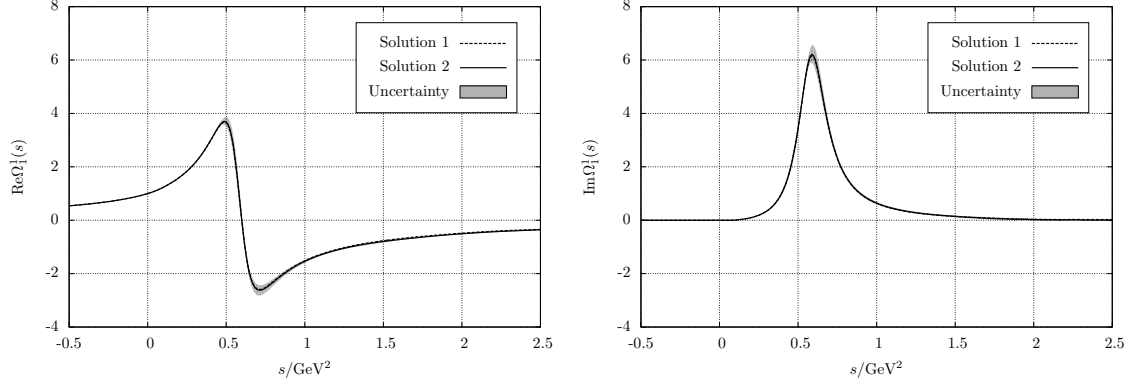 6
4
2
0
-2
-4
-0.5 0 0.5 1 1.5 2 2.5
s/GeV²
ReΩ₁¹(s)
Solution 1
Solution 2
Uncertainty
6
4
2
0
-2
-4
-0.5 0 0.5 1 1.5 2 2.5
s/GeV²
ImΩ₁¹(s)
Solution 1
Solution 2
Uncertainty